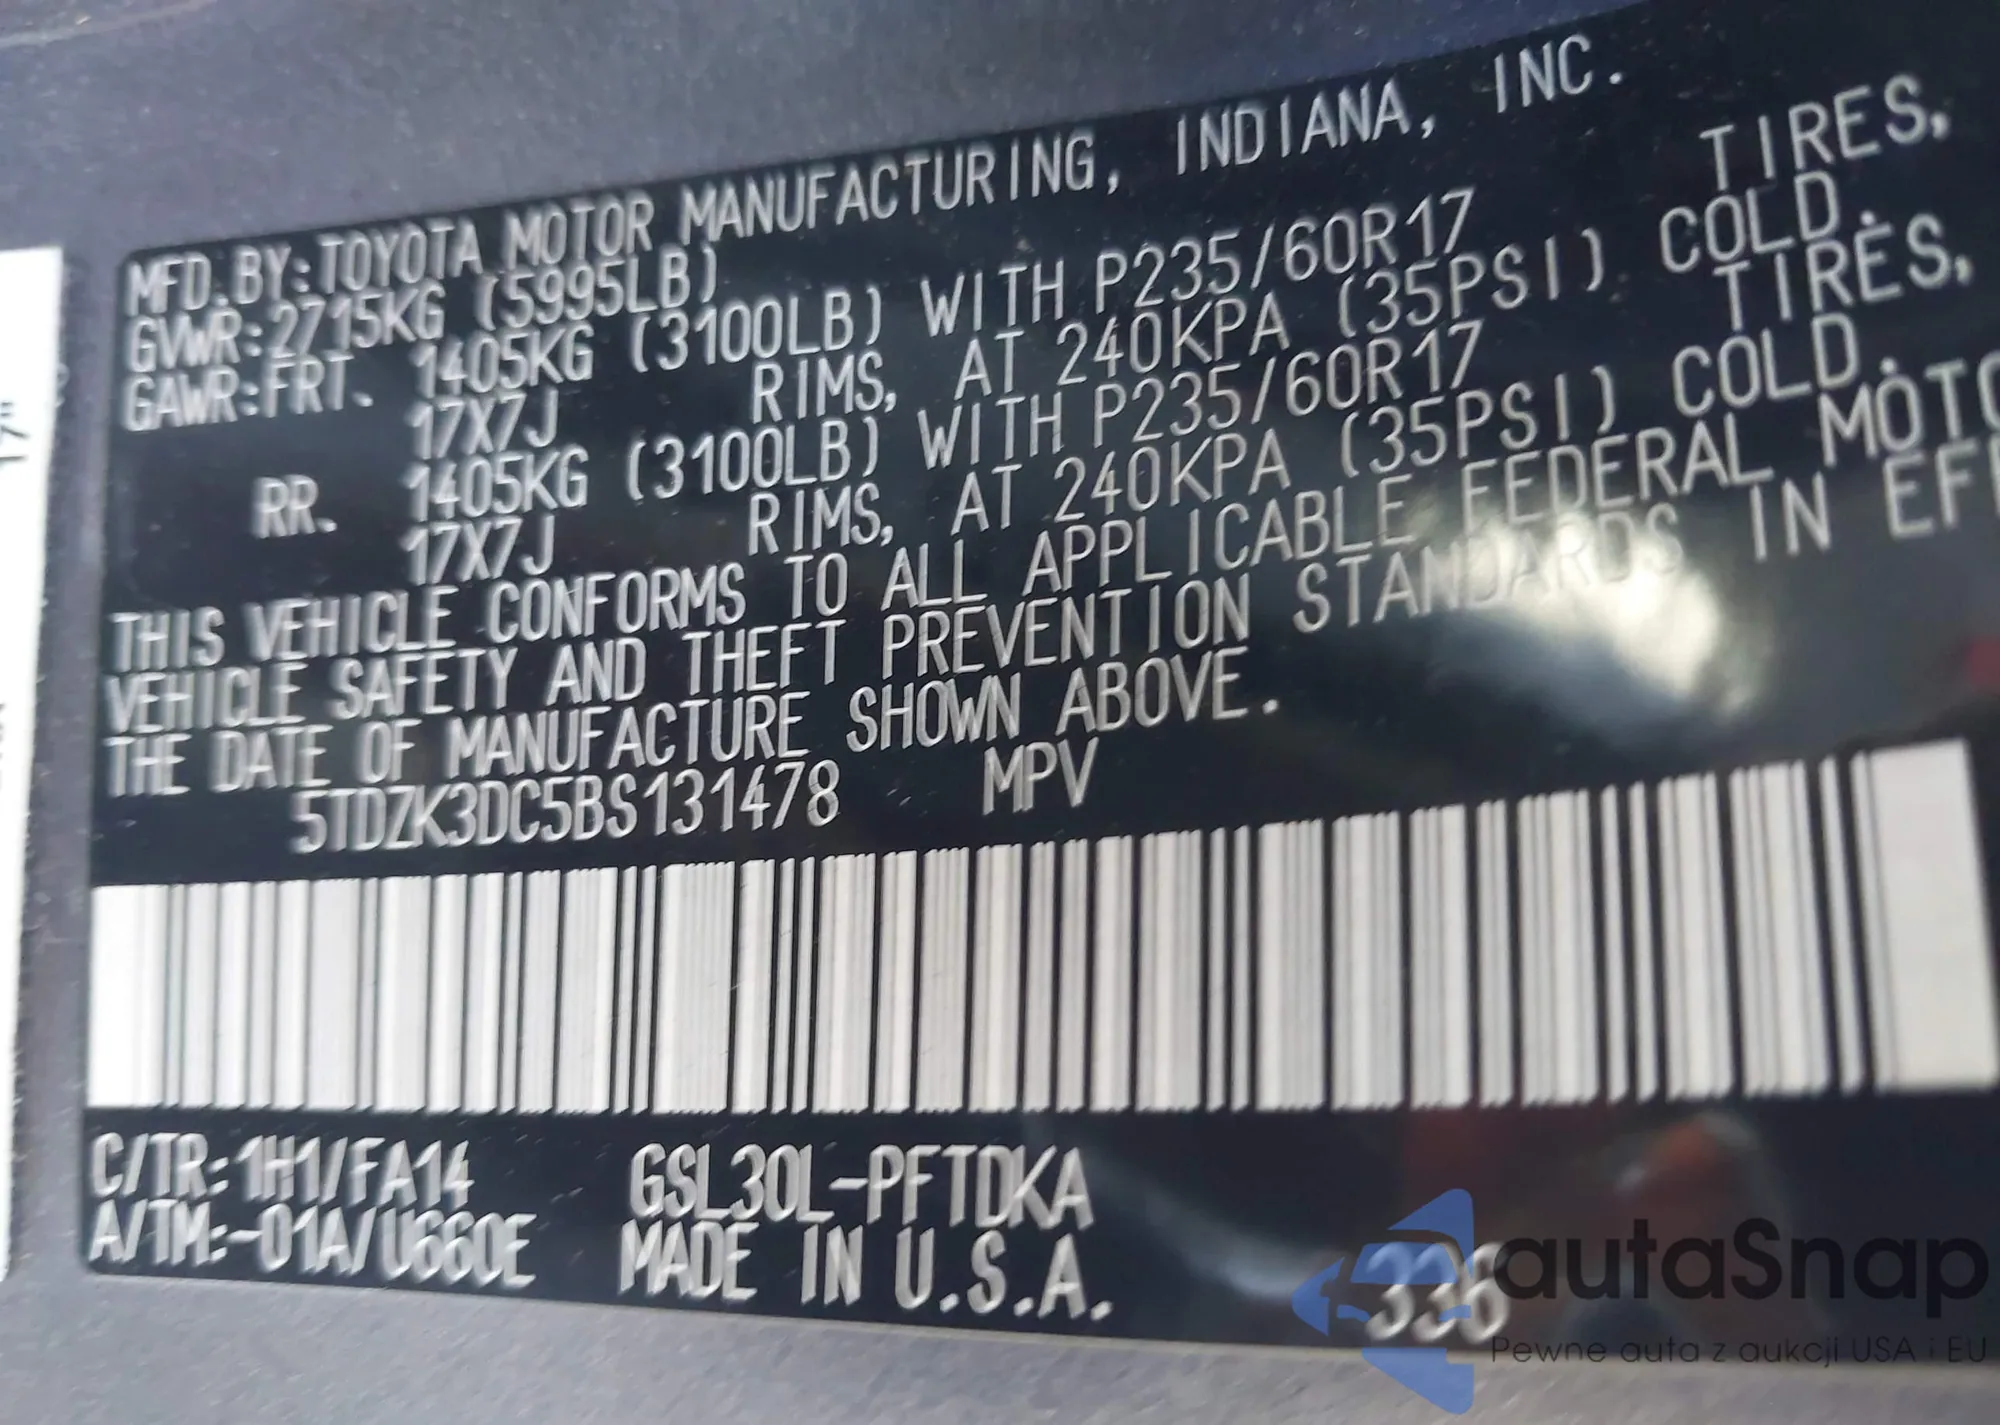 MFD.BY:TOYOTA MOTOR MANUFACTURING, INDIANA, INC.
GVWR:2715KG (5995LB)
GAWR:FRT. 1405KG (3100LB) WITH P235/60R17 TIRES,
17X7J RIMS, AT 240KPA (35PSI) COLD.
RR. 1405KG (3100LB) WITH P235/60R17 TIRES,
17X7J RIMS, AT 240KPA (35PSI) COLD.
THIS VEHICLE CONFORMS TO ALL APPLICABLE FEDERAL MOTO
VEHICLE SAFETY AND THEFT PREVENTION STANDARDS IN EF
THE DATE OF MANUFACTURE SHOWN ABOVE.
5TDZK3DC5BS131478 MPV
C/TR:1H1/FA14 GSL30L-PFTDKA
A/TM:-01A/U660E MADE IN U.S.A.
336
autaSnap
Pewne auta z aukcji USA i EU